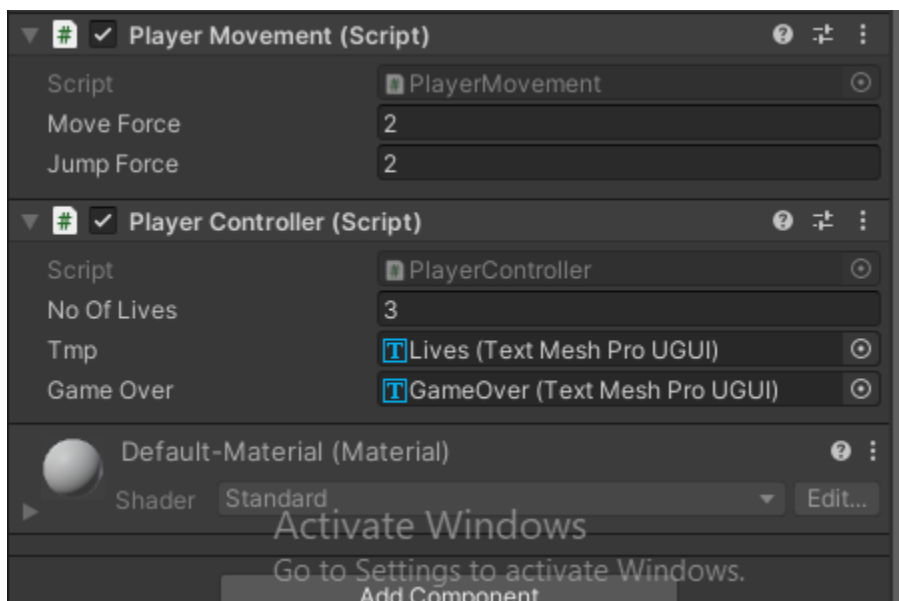 Player Movement (Script)
Script PlayerMovement
Move Force 2
Jump Force 2
Player Controller (Script)
Script PlayerController
No Of Lives 3
Tmp Lives (Text Mesh Pro UGUI)
Game Over GameOver (Text Mesh Pro UGUI)
Default-Material (Material)
Shader Standard Edit...
Activate Windows
Go to Settings to activate Windows.
Add Component